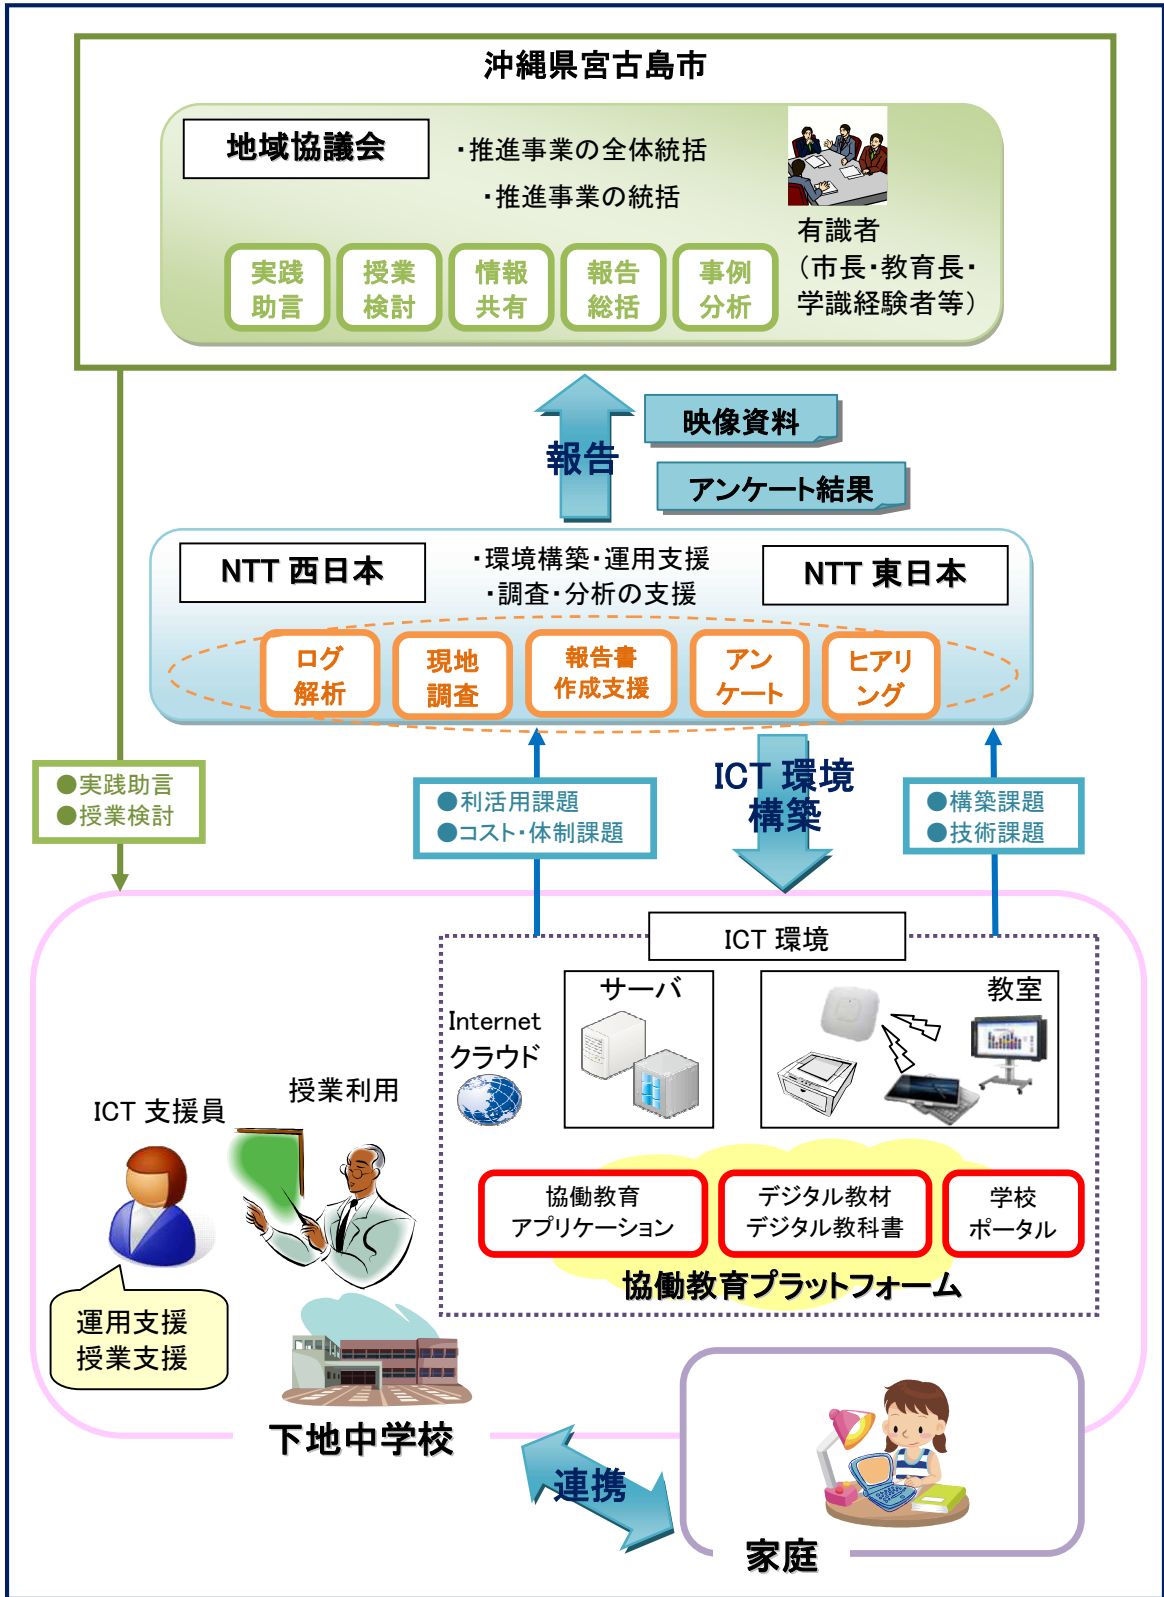 沖縄県宮古島市
地域協議会
・推進事業の全体統括
・推進事業の統括
有識者
（市長・教育長・
学識経験者等）
実践
助言
授業
検討
情報
共有
報告
総括
事例
分析
報告
映像資料
アンケート結果
NTT 西日本
・環境構築・運用支援
・調査・分析の支援
NTT 東日本
ログ
解析
現地
調査
報告書
作成支援
アン
ケート
ヒアリ
ング
●実践助言
●授業検討
●利活用課題
●コスト・体制課題
ICT 環境
構築
●構築課題
●技術課題
ICT 環境
Internet
クラウド
サーバ
教室
ICT 支援員
授業利用
運用支援
授業支援
協働教育
アプリケーション
デジタル教材
デジタル教科書
学校
ポータル
協働教育プラットフォーム
下地中学校
連携
家庭